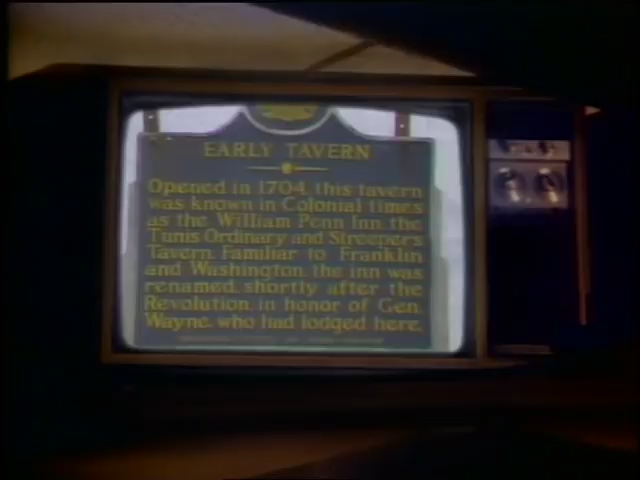 EARLY TAVERN
Opened in 1704, this tavern
was known in Colonial times
as the William Penn Inn, the
Tunis Ordinary and Streepers
Tavern. Familiar to Franklin
and Washington, the inn was
renamed, shortly after the
Revolution, in honor of Gen.
Wayne, who had lodged here.